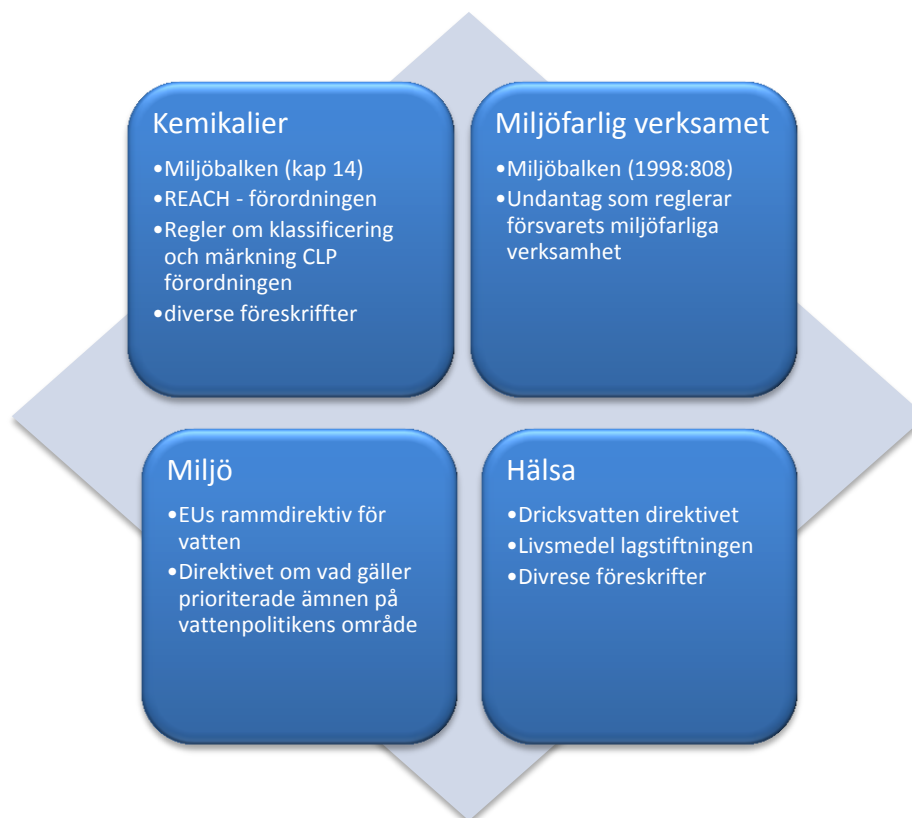 Kemikalier
•Miljöbalken (kap 14)
•REACH - förordningen
•Regler om klassificering
och märkning CLP
förordningen
•diverse föreskriffter
Miljöfarlig verksamet
•Miljöbalken (1998:808)
•Undantag som reglerar
försvarets miljöfarliga
verksamhet
Miljö
•EUs rammdirektiv för
vatten
•Direktivet om vad gäller
prioriterade ämnen på
vattenpolitikens område
Hälsa
•Dricksvatten direktivet
•Livsmedel lagstiftningen
•Divrese föreskrifter